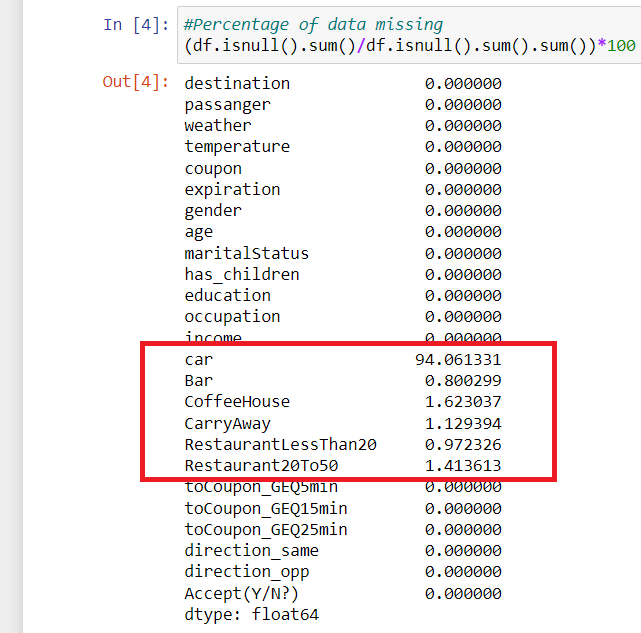 In [4]: #Percentage of data missing
(df.isnull().sum()/df.isnull().sum().sum())*100
Out[4]: destination 0.000000
passanger 0.000000
weather 0.000000
temperature 0.000000
coupon 0.000000
expiration 0.000000
gender 0.000000
age 0.000000
maritalStatus 0.000000
has_children 0.000000
education 0.000000
occupation 0.000000
income 0.000000
car 94.061331
Bar 0.800299
CoffeeHouse 1.623037
CarryAway 1.129394
RestaurantLessThan20 0.972326
Restaurant20To50 1.413613
toCoupon_GEQ5min 0.000000
toCoupon_GEQ15min 0.000000
toCoupon_GEQ25min 0.000000
direction_same 0.000000
direction_opp 0.000000
Accept(Y/N?) 0.000000
dtype: float64